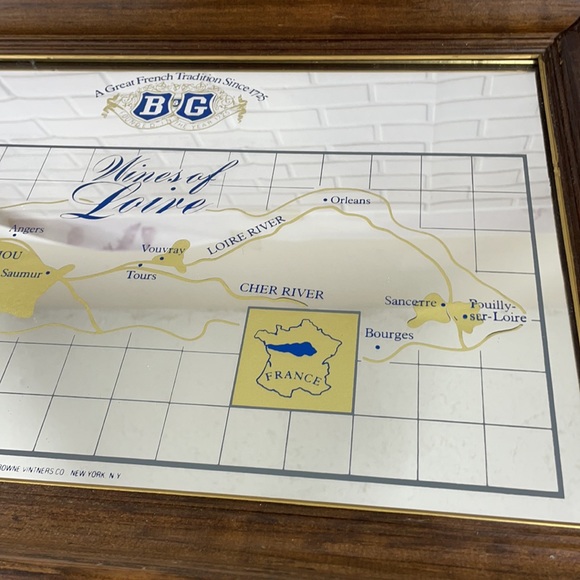 A Great French Tradition Since 1725
B&G
Wines of
Loire
Orleans
Angers
LOIRE RIVER
Vouvray
Saumur
Tours
CHER RIVER
Sancerre
Pouilly-
sur-Loire
Bourges
FRANCE
VINTNERS CO. NEW YORK. N.Y